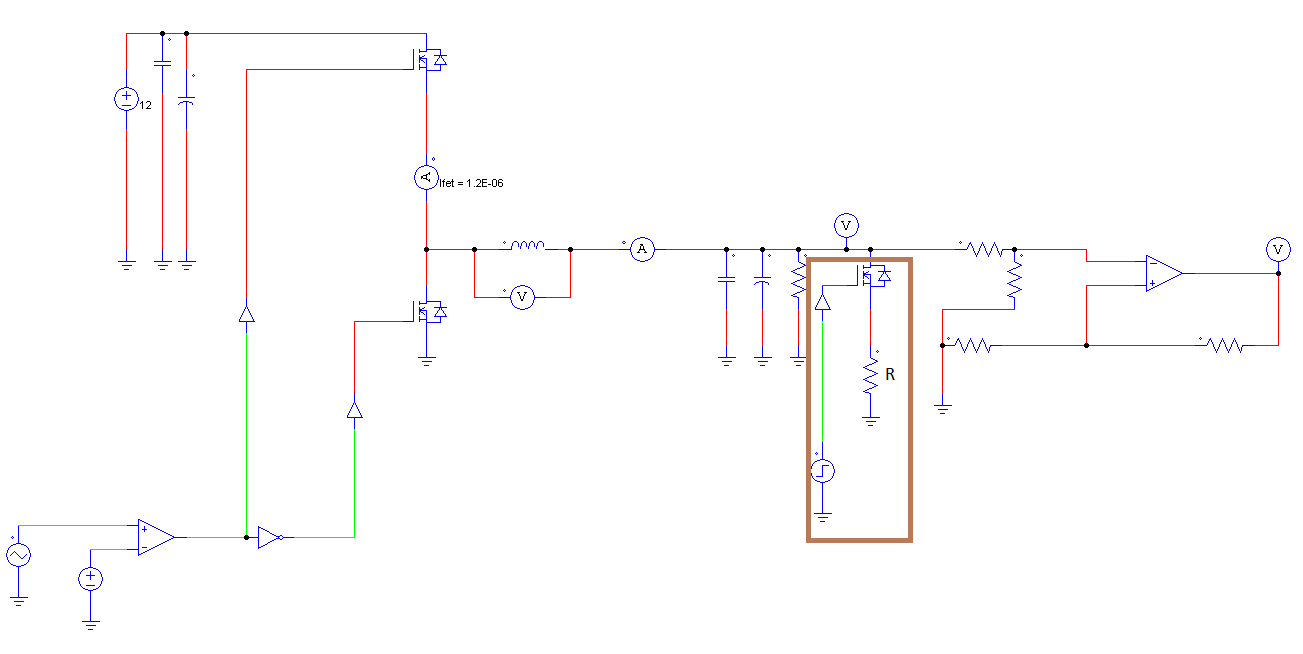 12
A
Ifet = 1.2E-06
V
A
V
R
V